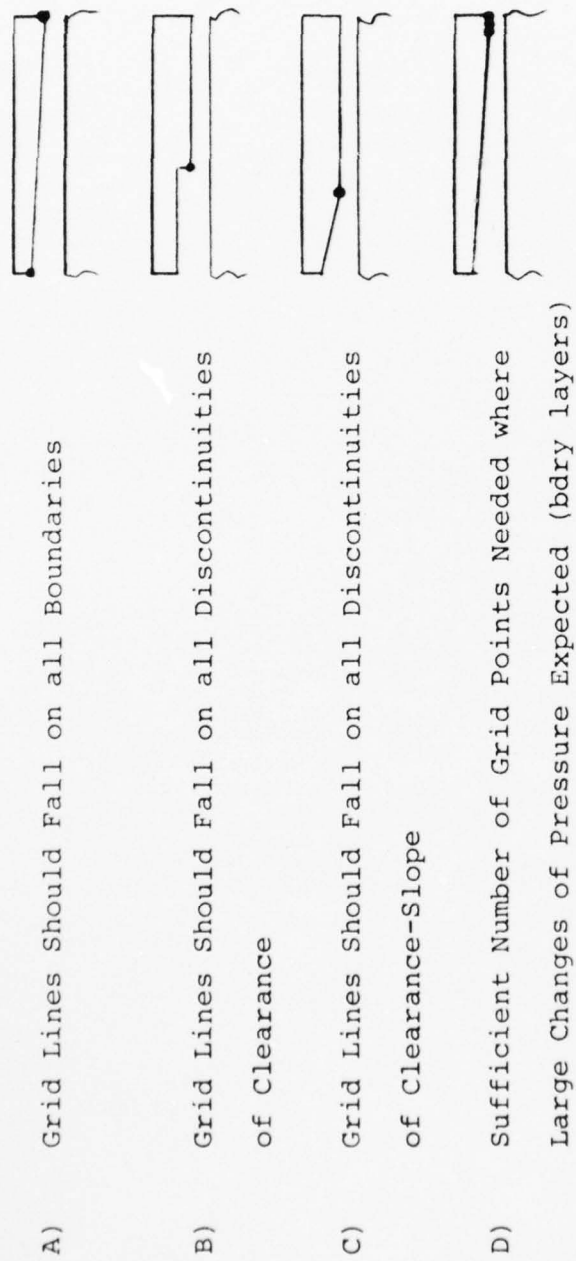 A) Grid Lines Should Fall on all Boundaries
B) Grid Lines Should Fall on all Discontinuities
of Clearance
C) Grid Lines Should Fall on all Discontinuities
of Clearance-Slope
D) Sufficient Number of Grid Points Needed where
Large Changes of Pressure Expected (bdry layers)